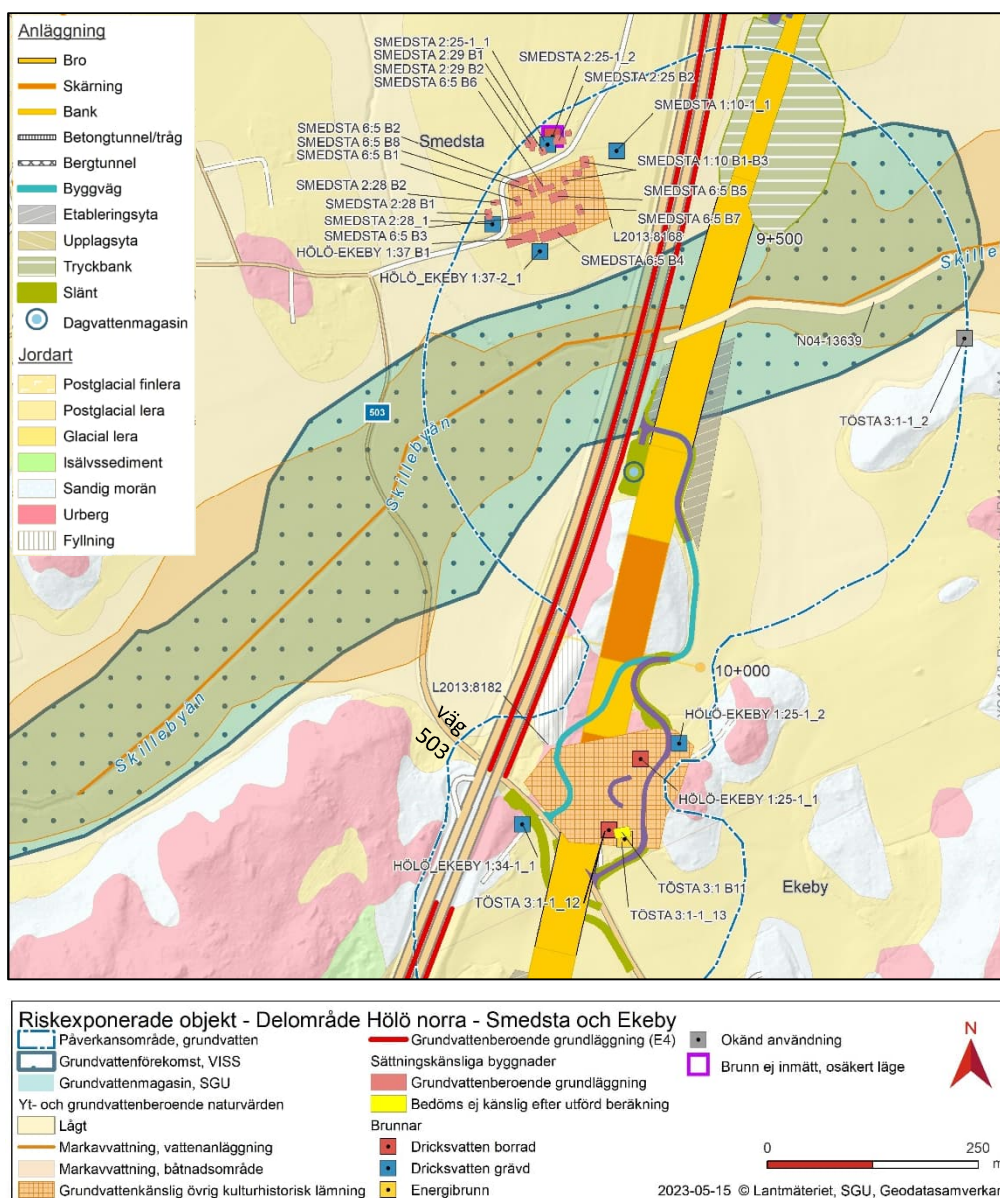 Anläggning
Bro
Skärning
Bank
Betongtunnel/tråg
Bergtunnel
Byggväg
Etableringsyta
Upplagsyta
Tryckbank
Slänt
Dagvattenmagasin
Jordart
Postglacial finlera
Postglacial lera
Glacial lera
Isälvssediment
Sandig morän
Urberg
Fyllning
SMEDSTA 2:25-1_1
SMEDSTA 2:29 B1
SMEDSTA 2:29 B2
SMEDSTA 6:5 B6
SMEDSTA 2:25-1_2
SMEDSTA 2:25 B2
SMEDSTA 1:10-1_1
SMEDSTA 6:5 B2
SMEDSTA 6:5 B8
SMEDSTA 6:5 B1
Smedsta
SMEDSTA 1:10 B1-B3
SMEDSTA 2:28 B2
SMEDSTA 2:28 B1
SMEDSTA 2:28_1
SMEDSTA 6:5 B3
HÖLÖ-EKEBY 1:37 B1
HÖLÖ_EKEBY 1:37-2_1
SMEDSTA 6:5 B5
SMEDSTA 6:5 B7
L2013:8168
SMEDSTA 6:5 B4
9+500
Skille
N04-13639
TÖSTA 3:1-1_2
503
Skillebyån
10+000
L2013:8182
väg
503
Skillebyån
HÖLÖ-EKEBY 1:25-1_2
HÖLÖ-EKEBY 1:25-1_1
HÖLÖ_EKEBY 1:34-1_1
TÖSTA 3:1 B11
Ekeby
TÖSTA 3:1-1_12
TÖSTA 3:1-1_13
Riskexponerade objekt - Delområde Hölö norra - Smedsta och Ekeby
Påverkansområde, grundvatten
Grundvattenförekomst, VISS
Grundvattenmagasin, SGU
Yt- och grundvattenberoende naturvärden
Lågt
Markavvattning, vattenanläggning
Markavvattning, båtnadsområde
Grundvattenkänslig övrig kulturhistorisk lämning
Grundvattenberoende grundläggning (E4)
Sättningskänsliga byggnader
Grundvattenberoende grundläggning
Bedöms ej känslig efter utförd beräkning
Brunnar
Dricksvatten borrad
Dricksvatten grävd
Energibrunn
Okänd användning
Brunn ej inmätt, osäkert läge
N
0 250
m
2023-05-15 © Lantmäteriet, SGU, Geodatasamverkan